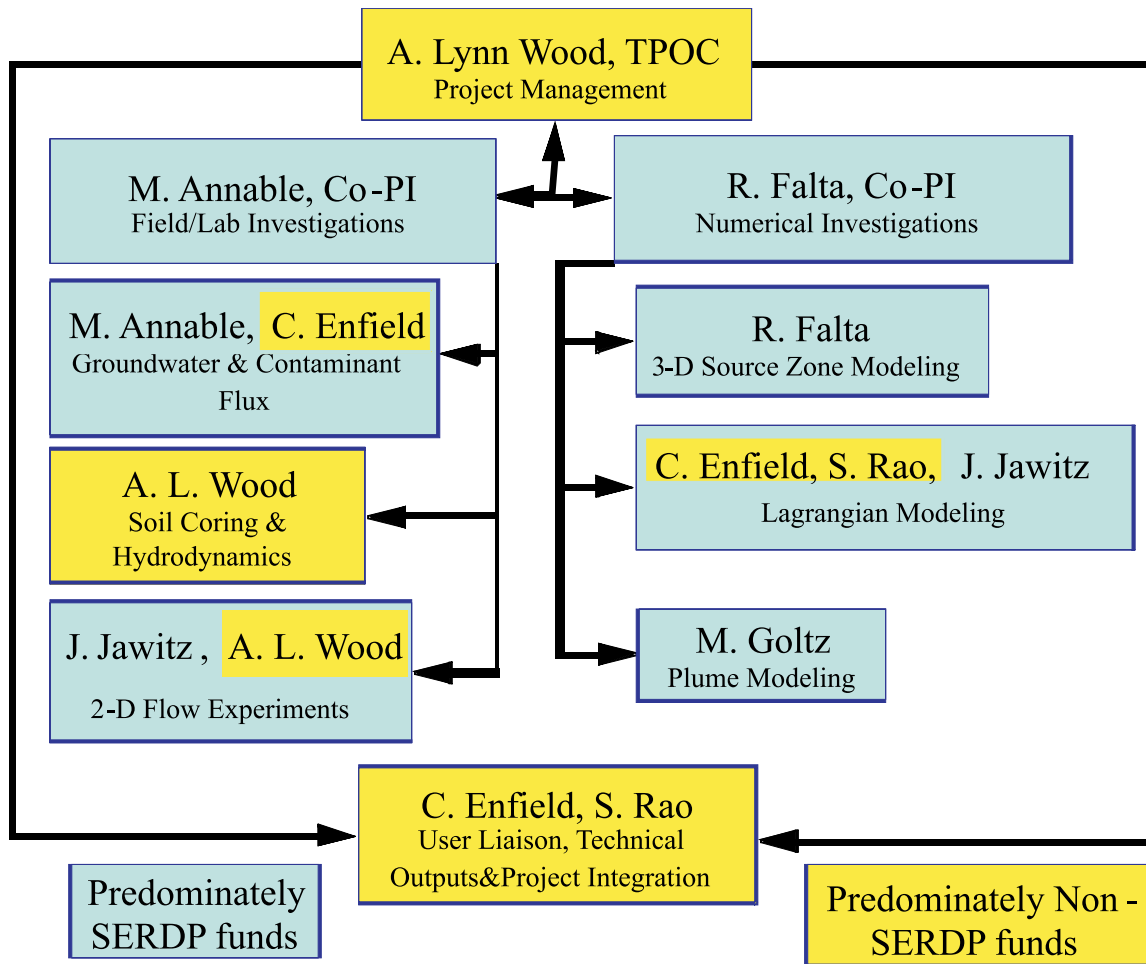 A. Lynn Wood, TPOC
Project Management
M. Annable, Co-PI
Field/Lab Investigations
R. Falta, Co-PI
Numerical Investigations
M. Annable, C. Enfield
Groundwater & Contaminant
Flux
R. Falta
3-D Source Zone Modeling
A. L. Wood
Soil Coring &
Hydrodynamics
C. Enfield, S. Rao, J. Jawitz
Lagrangian Modeling
J. Jawitz , A. L. Wood
2-D Flow Experiments
M. Goltz
Plume Modeling
C. Enfield, S. Rao
User Liaison, Technical
Outputs&Project Integration
Predominately
SERDP funds
Predominately Non -
SERDP funds